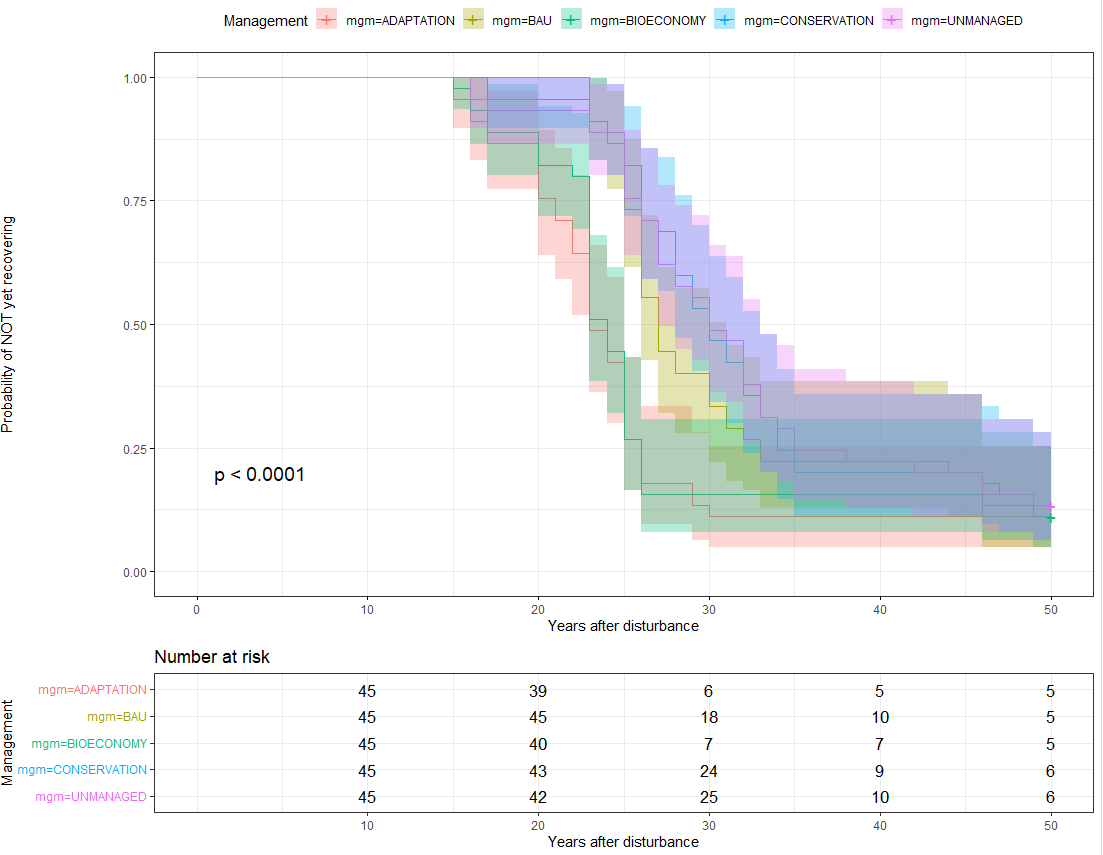 Management mgm=ADAPTATION mgm=BAU mgm=BIOECONOMY mgm=CONSERVATION mgm=UNMANAGED
Probability of NOT yet recovering
1.00
0.75
0.50
0.25
0.00
p < 0.0001
0 10 20 30 40 50
Years after disturbance
Number at risk
Management
mgm=ADAPTATION 45 39 6 5 5
mgm=BAU 45 45 18 10 5
mgm=BIOECONOMY 45 40 7 7 5
mgm=CONSERVATION 45 43 24 9 6
mgm=UNMANAGED 45 42 25 10 6
10 20 30 40 50
Years after disturbance